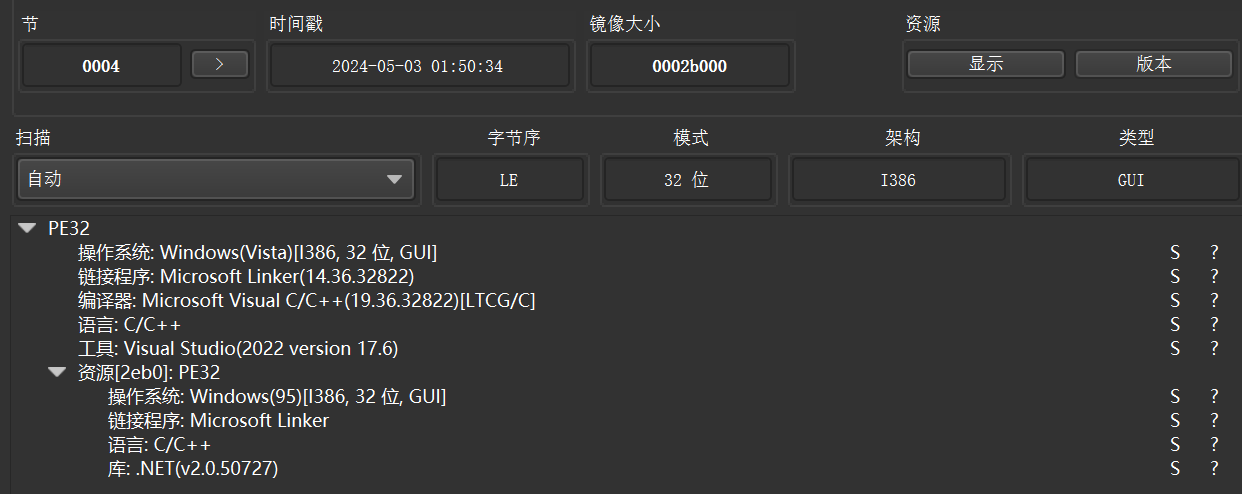 节 时间戳 镜像大小 资源
0004 > 2024-05-03 01:50:34 0002b000 显示 版本
扫描 字节序 模式 架构 类型
自动 LE 32 位 I386 GUI
PE32
操作系统: Windows(Vista)[I386, 32 位, GUI] S ?
链接程序: Microsoft Linker(14.36.32822) S ?
编译器: Microsoft Visual C/C++(19.36.32822)[LTCG/C] S ?
语言: C/C++ S ?
工具: Visual Studio(2022 version 17.6) S ?
资源[2eb0]: PE32
操作系统: Windows(95)[I386, 32 位, GUI] S ?
链接程序: Microsoft Linker S ?
语言: C/C++ S ?
库: .NET(v2.0.50727) S ?